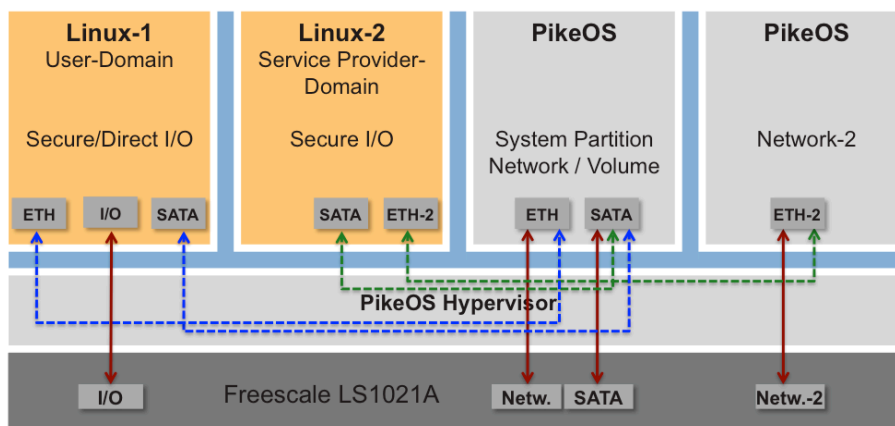 Linux-1
User-Domain
Secure/Direct I/O
ETH
I/O
SATA
Linux-2
Service Provider-
Domain
Secure I/O
SATA
ETH-2
PikeOS
System Partition
Network / Volume
ETH
SATA
PikeOS
Network-2
ETH-2
PikeOS Hypervisor
I/O
Freescale LS1021A
Netw.
SATA
Netw.-2